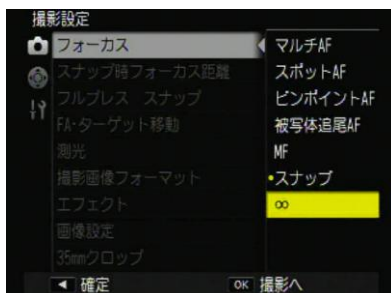 撮影設定
フォーカス
マルチAF
スナップ時フォーカス距離
スポットAF
フルプレス スナップ
ピンポイントAF
FA-ターゲット移動
被写体追尾AF
測光
MF
撮影画像フォーマット
•スナップ
エフェクト
∞
画像設定
35mmクロップ
◀ 確定
OK 撮影へ